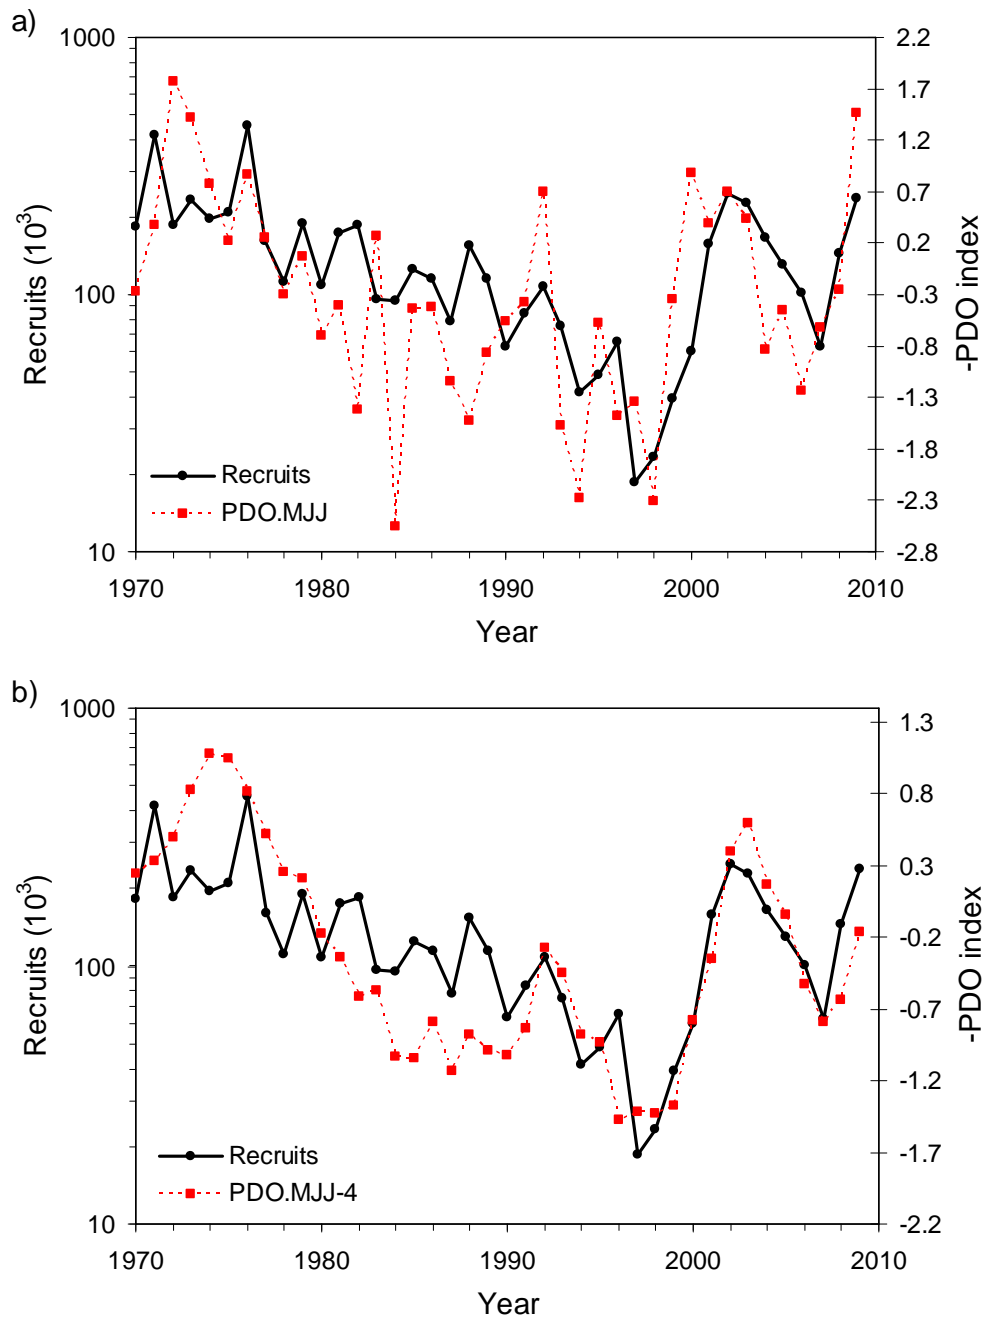 a)
1000
100
10
Recruits (10³)
2.2
1.7
1.2
0.7
0.2
-0.3
-0.8
-1.3
-1.8
-2.3
-2.8
-PDO index
Recruits
PDO.MJJ
1970 1980 1990 2000 2010
Year
b)
1000
100
10
Recruits (10³)
1.3
0.8
0.3
-0.2
-0.7
-1.2
-1.7
-2.2
-PDO index
Recruits
PDO.MJJ-4
1970 1980 1990 2000 2010
Year